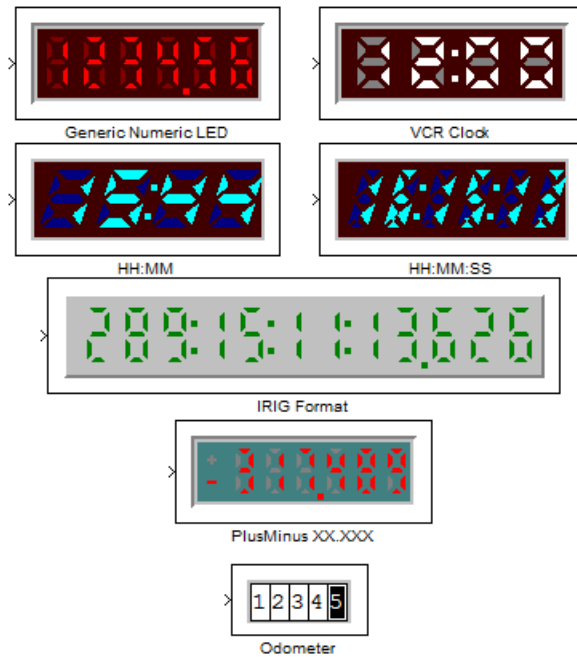 Generic Numeric LED
VCR Clock
HH:MM
HH:MM:SS
289:15:11:13.626
IRIG Format
PlusMinus XX.XXX
12345
Odometer